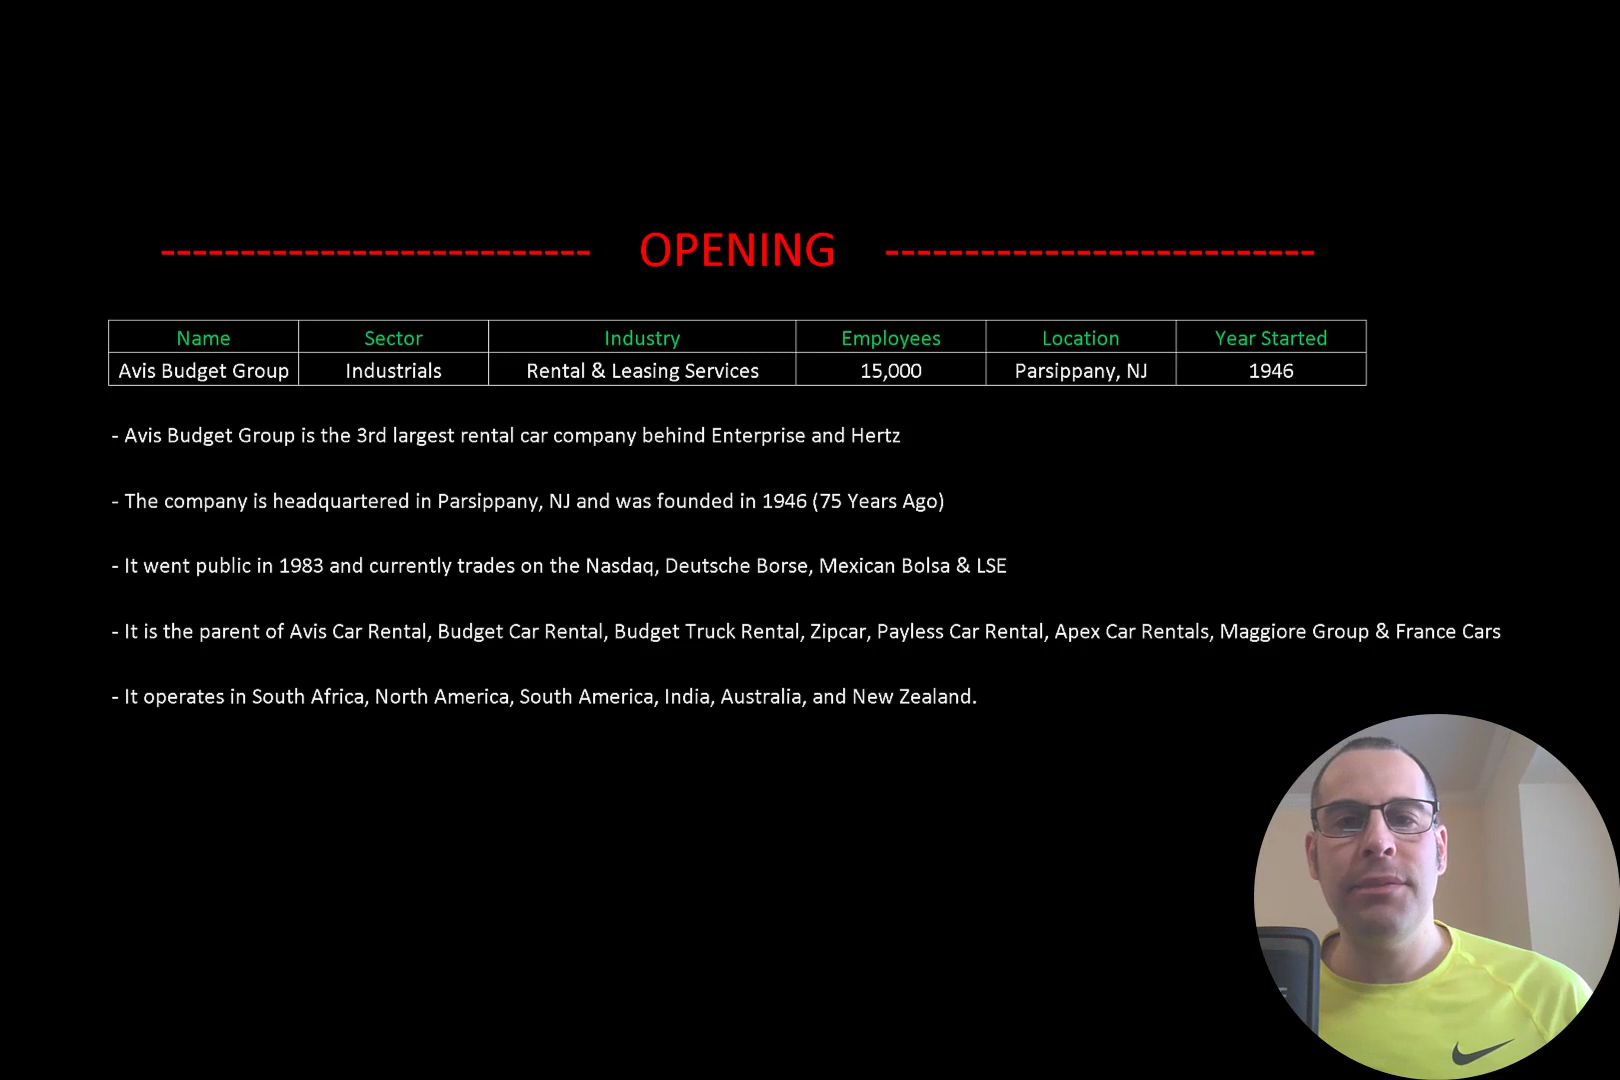 -------------------------- OPENING --------------------------
Name Sector Industry Employees Location Year Started
Avis Budget Group Industrials Rental & Leasing Services 15,000 Parsippany, NJ 1946
- Avis Budget Group is the 3rd largest rental car company behind Enterprise and Hertz
- The company is headquartered in Parsippany, NJ and was founded in 1946 (75 Years Ago)
- It went public in 1983 and currently trades on the Nasdaq, Deutsche Borse, Mexican Bolsa & LSE
- It is the parent of Avis Car Rental, Budget Car Rental, Budget Truck Rental, Zipcar, Payless Car Rental, Apex Car Rentals, Maggiore Group & France Cars
- It operates in South Africa, North America, South America, India, Australia, and New Zealand.